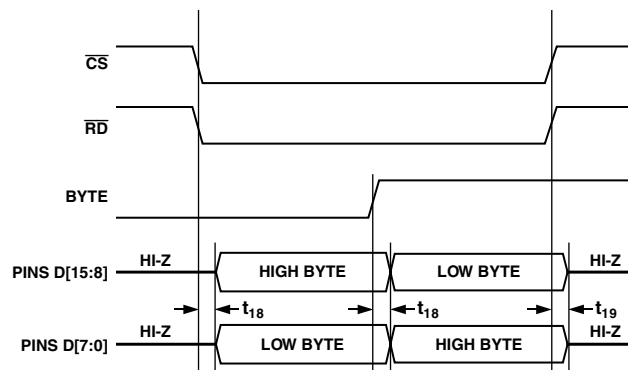 CS
RD
BYTE
PINS D[15:8] HI-Z HIGH BYTE LOW BYTE HI-Z
t18 t18 t19
PINS D[7:0] HI-Z LOW BYTE HIGH BYTE HI-Z